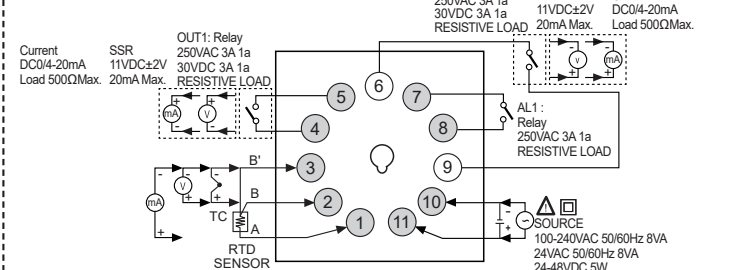 250VAC 3A 1a
30VDC 3A 1a
RESISTIVE LOAD
11VDC±2V
20mA Max.
DC0/4-20mA
Load 500ΩMax.
Current
DC0/4-20mA
Load 500ΩMax.
SSR
11VDC±2V
20mA Max.
OUT1: Relay
250VAC 3A 1a
30VDC 3A 1a
RESISTIVE LOAD
- -
V mA
+ +
- -
mA V
+ +
5
6
7
4
8
AL1 :
Relay
250VAC 3A 1a
RESISTIVE LOAD
3
9
B'
2
10
B
1
11
A
- - -
V
+ +
mA
+
TC
RTD
SENSOR
-
+
SOURCE
100-240VAC 50/60Hz 8VA
24VAC 50/60Hz 8VA
24-48VDC 5W